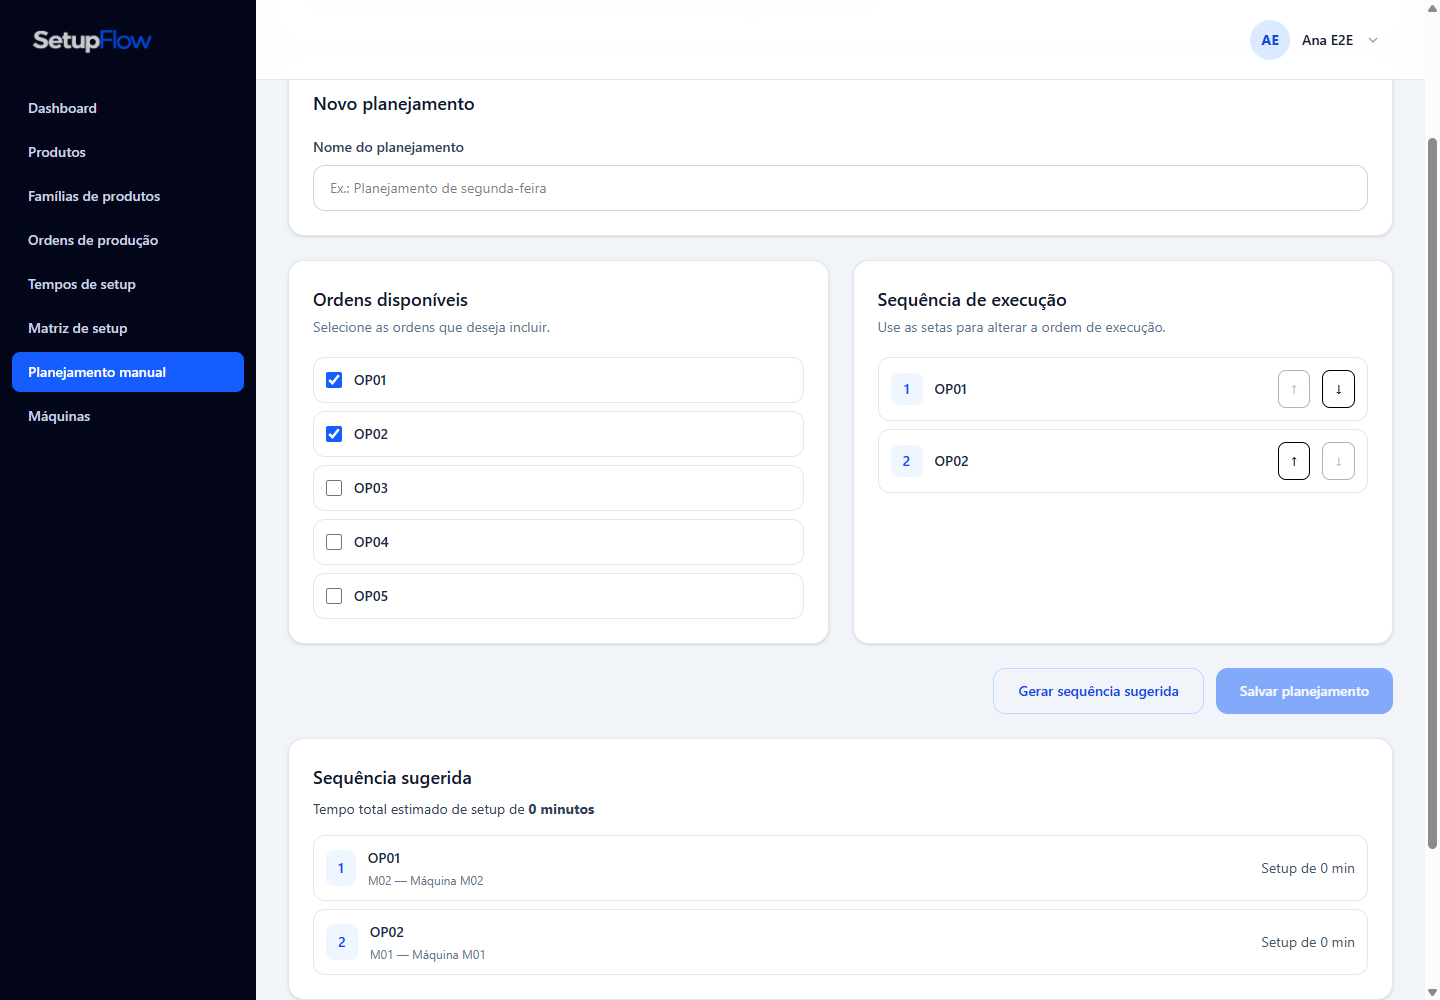 SetupFlow
Dashboard
Produtos
Famílias de produtos
Ordens de produção
Tempos de setup
Matriz de setup
Planejamento manual
Máquinas
AE
Ana E2E
Novo planejamento
Nome do planejamento
Ex.: Planejamento de segunda-feira
Ordens disponíveis
Selecione as ordens que deseja incluir.
OP01
OP02
OP03
OP04
OP05
Sequência de execução
Use as setas para alterar a ordem de execução.
1 OP01 ↑ ↓
2 OP02 ↑ ↓
Gerar sequência sugerida
Salvar planejamento
Sequência sugerida
Tempo total estimado de setup de 0 minutos
1 OP01
M02 — Máquina M02
Setup de 0 min
2 OP02
M01 — Máquina M01
Setup de 0 min